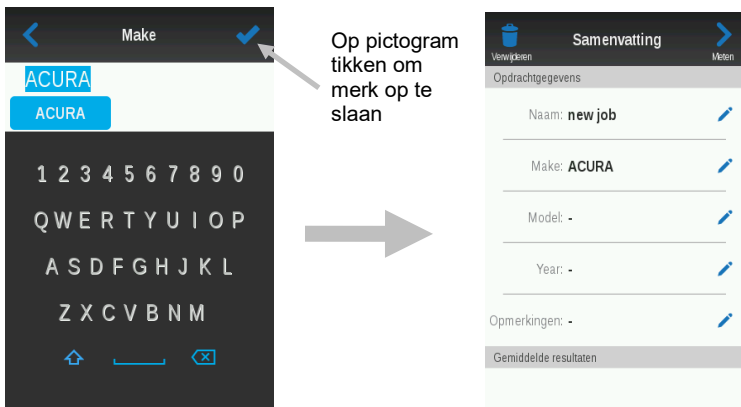 Make
ACURA
ACURA
1 2 3 4 5 6 7 8 9 0
Q W E R T Y U I O P
A S D F G H J K L
Z X C V B N M
Op pictogram
tikken om
merk op te
slaan
Samenvatting
Verwijderen
Meten
Opdrachtgegevens
Naam: new job
Make: ACURA
Model: -
Year: -
Opmerkingen: -
Gemiddelde resultaten